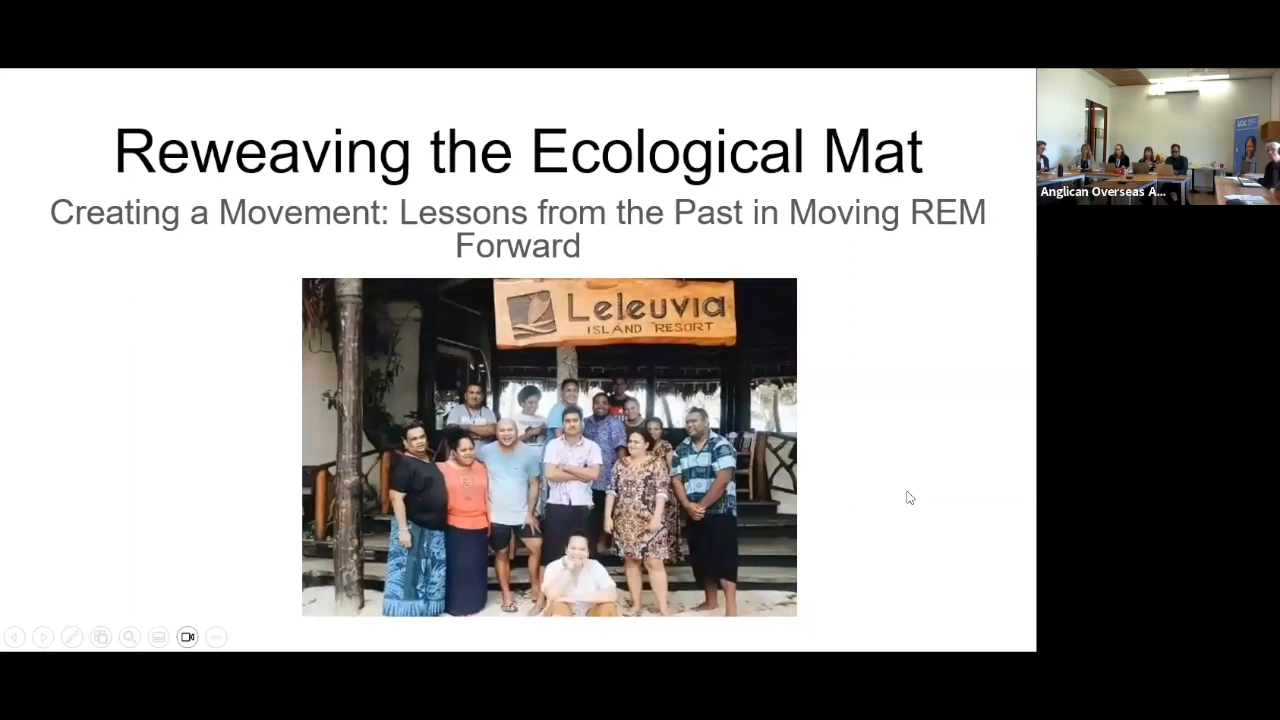 Reweaving the Ecological Mat
Creating a Movement: Lessons from the Past in Moving REM
Forward
Leleuvia
ISLAND RESORT
Anglican Overseas A...